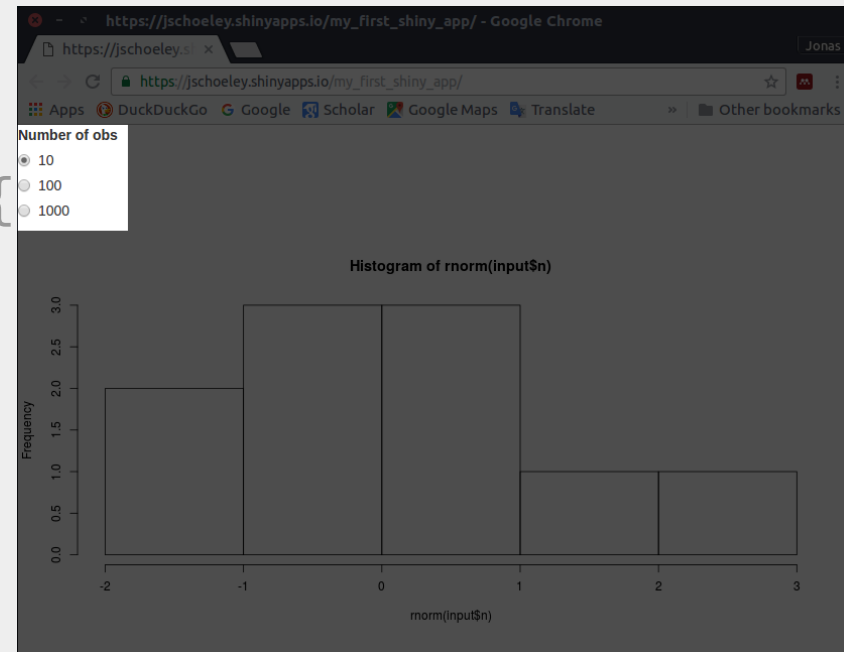 https://jschoeley.shinyapps.io/my_first_shiny_app/ - Google Chrome
https://jschoeley.s
Jonas
https://jschoeley.shinyapps.io/my_first_shiny_app/
Apps DuckDuckGo G Google Scholar Google Maps Translate » Other bookmarks
Number of obs
10
100
1000
{
Histogram of rnorm(input$n)
Frequency
3.0
2.5
2.0
1.5
1.0
0.5
0.0
-2 -1 0 1 2 3
rnorm(input$n)